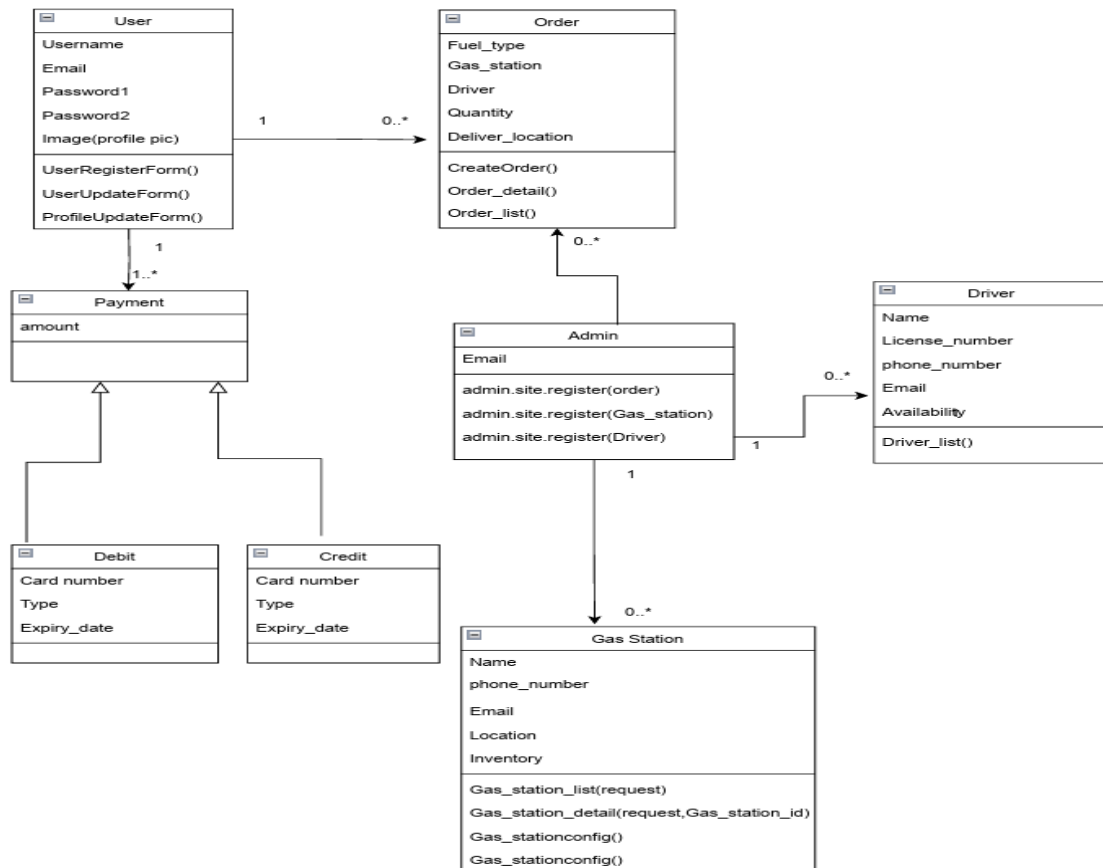 User
Username
Email
Password1
Password2
Image(profile pic)
UserRegisterForm()
UserUpdateForm()
ProfileUpdateForm()
1
0..*
Order
Fuel_type
Gas_station
Driver
Quantity
Deliver_location
CreateOrder()
Order_detail()
Order_list()
1
1..*
0..*
Payment
amount
Admin
Email
admin.site.register(order)
admin.site.register(Gas_station)
admin.site.register(Driver)
1
0..*
Driver
Name
License_number
phone_number
Email
Availability
Driver_list()
1
0..*
Debit
Card number
Type
Expiry_date
Credit
Card number
Type
Expiry_date
Gas Station
Name
phone_number
Email
Location
Inventory
Gas_station_list(request)
Gas_station_detail(request,Gas_station_id)
Gas_stationconfig()
Gas_stationconfig()